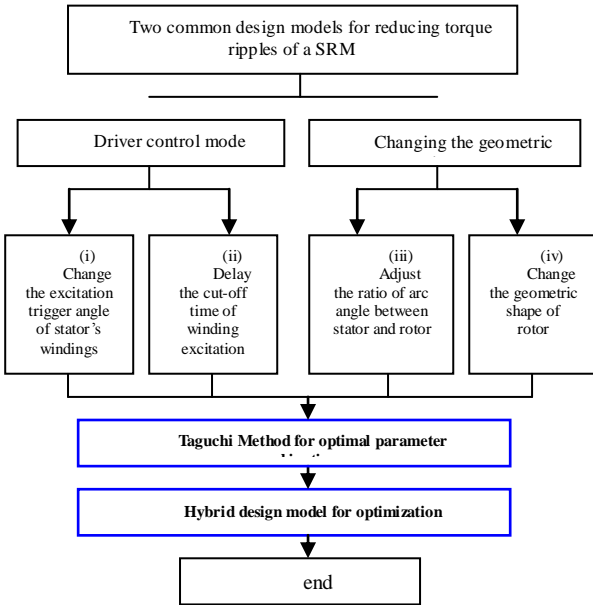 Two common design models for reducing torque
ripples of a SRM
Driver control mode
Changing the geometric
(i)
Change
the excitation
trigger angle
of stator's
windings
(ii)
Delay
the cut-off
time of
winding
excitation
(iii)
Adjust
the ratio of arc
angle between
stator and rotor
(iv)
Change
the geometric
shape of
rotor
Taguchi Method for optimal parameter
Hybrid design model for optimization
end